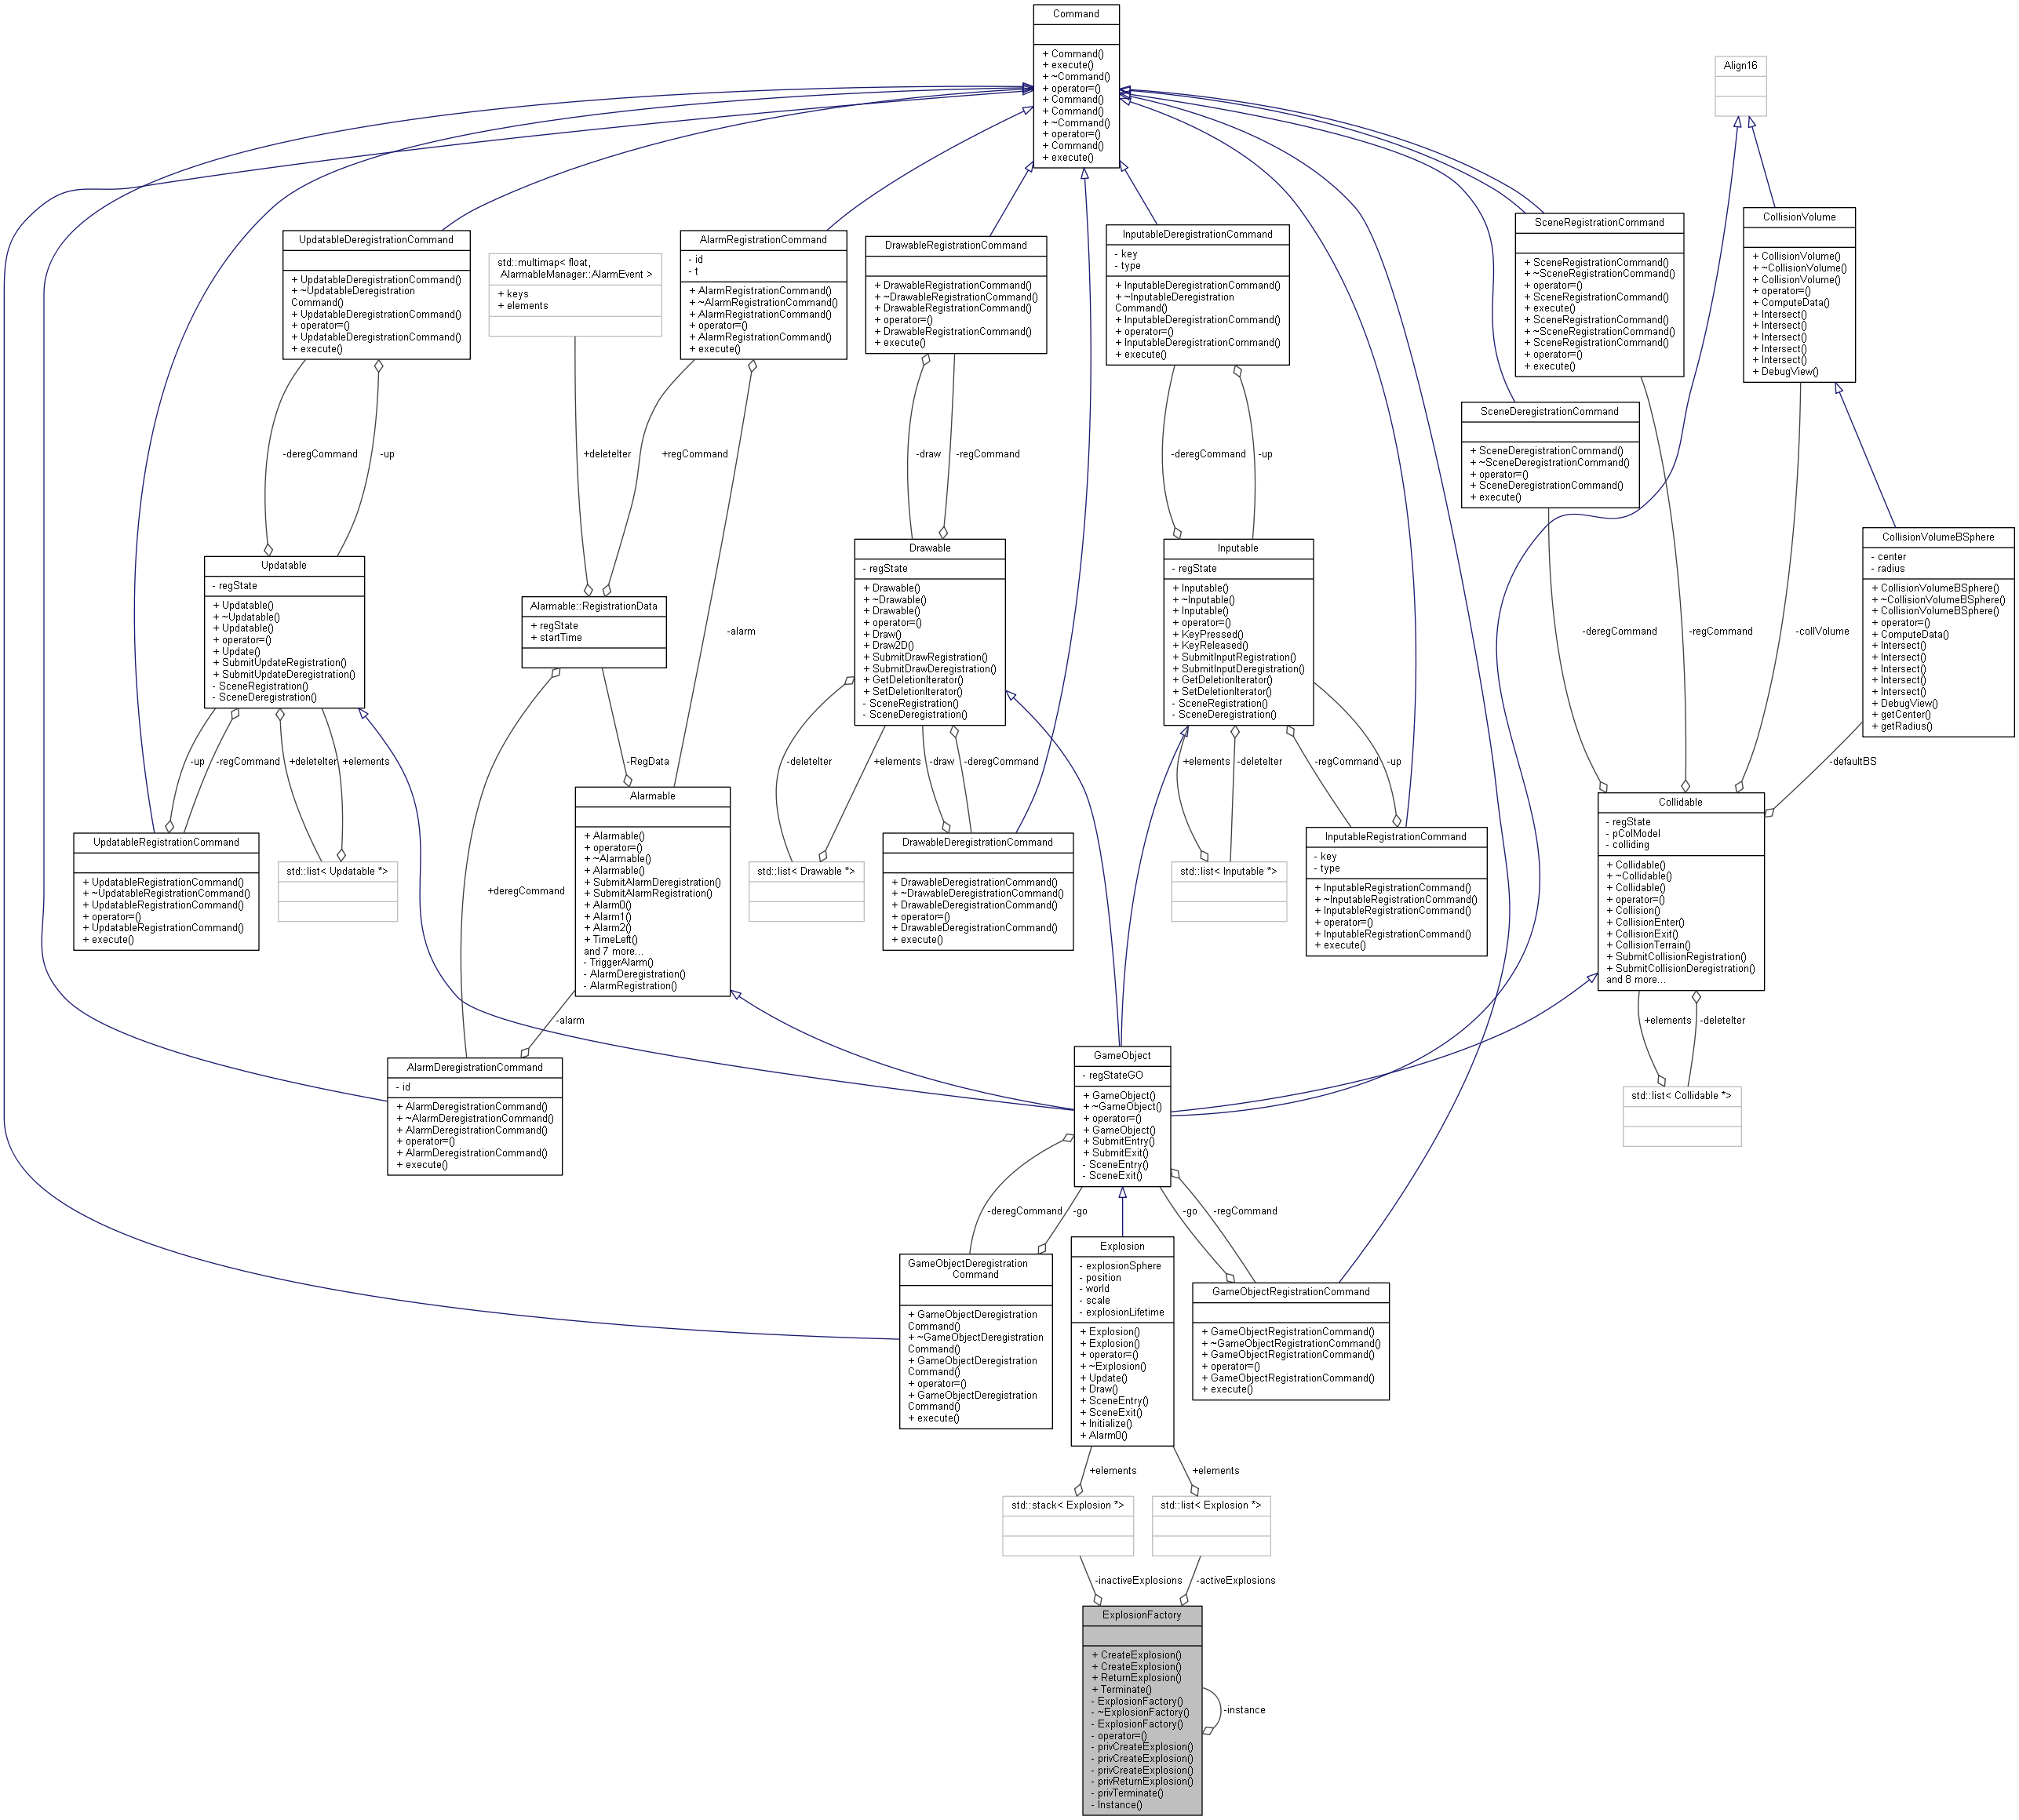 Command
+ Command()
+ execute()
+ ~Command()
+ operator=()
+ Command()
+ Command()
+ ~Command()
+ operator=()
+ Command()
+ execute()
Align16
UpdatableDeregistrationCommand
+ UpdatableDeregistrationCommand()
+ ~UpdatableDeregistration
Command()
+ UpdatableDeregistrationCommand()
+ operator=()
+ UpdatableDeregistrationCommand()
+ execute()
std::multimap< float,
AlarmableManager::AlarmEvent >
+ keys
+ elements
AlarmRegistrationCommand
- id
- t
+ AlarmRegistrationCommand()
+ ~AlarmRegistrationCommand()
+ AlarmRegistrationCommand()
+ operator=()
+ AlarmRegistrationCommand()
+ execute()
DrawableRegistrationCommand
+ DrawableRegistrationCommand()
+ ~DrawableRegistrationCommand()
+ DrawableRegistrationCommand()
+ operator=()
+ DrawableRegistrationCommand()
+ execute()
InputableDeregistrationCommand
- key
- type
+ InputableDeregistrationCommand()
+ ~InputableDeregistration
Command()
+ InputableDeregistrationCommand()
+ operator=()
+ InputableDeregistrationCommand()
+ execute()
SceneRegistrationCommand
+ SceneRegistrationCommand()
+ ~SceneRegistrationCommand()
+ operator=()
+ SceneRegistrationCommand()
+ execute()
+ SceneRegistrationCommand()
+ ~SceneRegistrationCommand()
+ SceneRegistrationCommand()
+ operator=()
+ execute()
CollisionVolume
+ CollisionVolume()
+ ~CollisionVolume()
+ CollisionVolume()
+ operator=()
+ ComputeData()
+ Intersect()
+ Intersect()
+ Intersect()
+ Intersect()
+ Intersect()
+ DebugView()
SceneDeregistrationCommand
+ SceneDeregistrationCommand()
+ ~SceneDeregistrationCommand()
+ operator=()
+ SceneDeregistrationCommand()
+ execute()
-deregCommand
-up
+deleteIter
+regCommand
-draw
-regCommand
-deregCommand
-up
CollisionVolumeBSphere
- center
- radius
+ CollisionVolumeBSphere()
+ ~CollisionVolumeBSphere()
+ CollisionVolumeBSphere()
+ operator=()
+ ComputeData()
+ Intersect()
+ Intersect()
+ Intersect()
+ Intersect()
+ Intersect()
+ DebugView()
+ getCenter()
+ getRadius()
Updatable
- regState
+ Updatable()
+ ~Updatable()
+ Updatable()
+ operator=()
+ Update()
+ SubmitUpdateRegistration()
+ SubmitUpdateDeregistration()
- SceneRegistration()
- SceneDeregistration()
Alarmable::RegistrationData
+ regState
+ startTime
-alarm
Drawable
- regState
+ Drawable()
+ ~Drawable()
+ Drawable()
+ operator=()
+ Draw()
+ Draw2D()
+ SubmitDrawRegistration()
+ SubmitDrawDeregistration()
+ GetDeletionIterator()
+ SetDeletionIterator()
- SceneRegistration()
- SceneDeregistration()
Inputable
- regState
+ Inputable()
+ ~Inputable()
+ Inputable()
+ operator=()
+ KeyPressed()
+ KeyReleased()
+ SubmitInputRegistration()
+ SubmitInputDeregistration()
+ GetDeletionIterator()
+ SetDeletionIterator()
- SceneRegistration()
- SceneDeregistration()
-deregCommand
-regCommand
-collVolume
-up
-regCommand
+deleteIter
+elements
-RegData
-deleteIter
+elements
-draw
-deregCommand
+elements
-deleteIter
-regCommand
-up
-defaultBS
UpdatableRegistrationCommand
+ UpdatableRegistrationCommand()
+ ~UpdatableRegistrationCommand()
+ UpdatableRegistrationCommand()
+ operator=()
+ UpdatableRegistrationCommand()
+ execute()
std::list< Updatable *>
+deregCommand
Alarmable
+ Alarmable()
+ operator=()
+ ~Alarmable()
+ Alarmable()
+ SubmitAlarmDeregistration()
+ SubmitAlarmRegistration()
+ Alarm0()
+ Alarm1()
+ Alarm2()
+ TimeLeft()
and 7 more...
- TriggerAlarm()
- AlarmDeregistration()
- AlarmRegistration()
std::list< Drawable *>
DrawableDeregistrationCommand
+ DrawableDeregistrationCommand()
+ ~DrawableDeregistrationCommand()
+ DrawableDeregistrationCommand()
+ operator=()
+ DrawableDeregistrationCommand()
+ execute()
std::list< Inputable *>
InputableRegistrationCommand
- key
- type
+ InputableRegistrationCommand()
+ ~InputableRegistrationCommand()
+ InputableRegistrationCommand()
+ operator=()
+ InputableRegistrationCommand()
+ execute()
Collidable
- regState
- pColModel
- colliding
+ Collidable()
+ ~Collidable()
+ Collidable()
+ operator=()
+ Collision()
+ CollisionEnter()
+ CollisionExit()
+ CollisionTerrain()
+ SubmitCollisionRegistration()
+ SubmitCollisionDeregistration()
and 8 more...
-alarm
+elements
-deleteIter
AlarmDeregistrationCommand
- id
+ AlarmDeregistrationCommand()
+ ~AlarmDeregistrationCommand()
+ AlarmDeregistrationCommand()
+ operator=()
+ AlarmDeregistrationCommand()
+ execute()
GameObject
- regStateGO
+ GameObject()
+ ~GameObject()
+ operator=()
+ GameObject()
+ SubmitEntry()
+ SubmitExit()
- SceneEntry()
- SceneExit()
std::list< Collidable *>
-deregCommand
-go
-go
-regCommand
GameObjectDeregistration
Command
+ GameObjectDeregistration
Command()
+ ~GameObjectDeregistration
Command()
+ GameObjectDeregistration
Command()
+ operator=()
+ GameObjectDeregistration
Command()
+ execute()
Explosion
- explosionSphere
- position
- world
- scale
- explosionLifetime
+ Explosion()
+ Explosion()
+ operator=()
+ ~Explosion()
+ Update()
+ Draw()
+ SceneEntry()
+ SceneExit()
+ Initialize()
+ Alarm0()
GameObjectRegistrationCommand
+ GameObjectRegistrationCommand()
+ ~GameObjectRegistrationCommand()
+ GameObjectRegistrationCommand()
+ operator=()
+ GameObjectRegistrationCommand()
+ execute()
+elements
+elements
std::stack< Explosion *>
std::list< Explosion *>
-inactiveExplosions
-activeExplosions
ExplosionFactory
+ CreateExplosion()
+ CreateExplosion()
+ ReturnExplosion()
+ Terminate()
- ExplosionFactory()
- ~ExplosionFactory()
- ExplosionFactory()
- operator=()
- privCreateExplosion()
- privCreateExplosion()
- privCreateExplosion()
- privReturnExplosion()
- privTerminate()
- Instance()
-instance